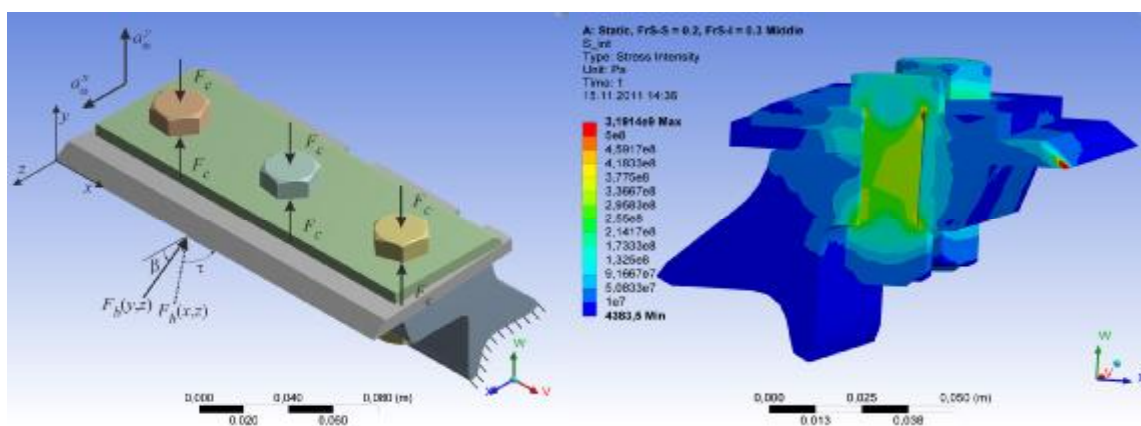 a_m^y
a_m^x
F_c
y
z
x
F_c
F_c
F_c
F_c
F_c
β
τ
F_b(y,z)
F_b(x,z)
W
X
V
0,000
0,040
0,080 (m)
0,020
0,060
A: Static, FrS-S = 0.2, FrS-I = 0.3 Middle
S_int
Type: Stress Intensity
Unit: Pa
Time: 1
15.11.2011 14:36
3,1914e9 Max
5e8
4,5917e8
4,1833e8
3,775e8
3,3667e8
2,9583e8
2,55e8
2,1417e8
1,7333e8
1,325e8
9,1667e7
5,0833e7
1e7
4383,5 Min
W
V
0,000
0,025
0,050 (m)
0,013
0,038